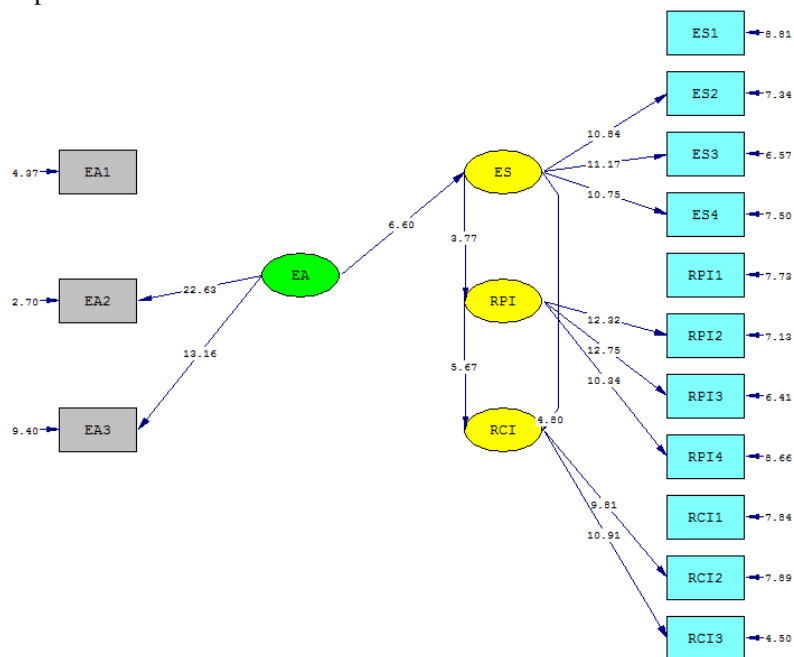 ES1 8.81
ES2 7.34
10.84
ES3 6.57
4.37 EA1
ES
11.17
10.75
ES4 7.50
6.60
3.77
RPI1 7.73
EA
22.63
2.70 EA2
RPI
12.32
RPI2 7.13
12.75
13.16
5.67
10.34
RPI3 6.41
4.80
9.40 EA3
RCI
RPI4 8.66
9.81
RCI1 7.84
10.91
RCI2 7.89
RCI3 4.50